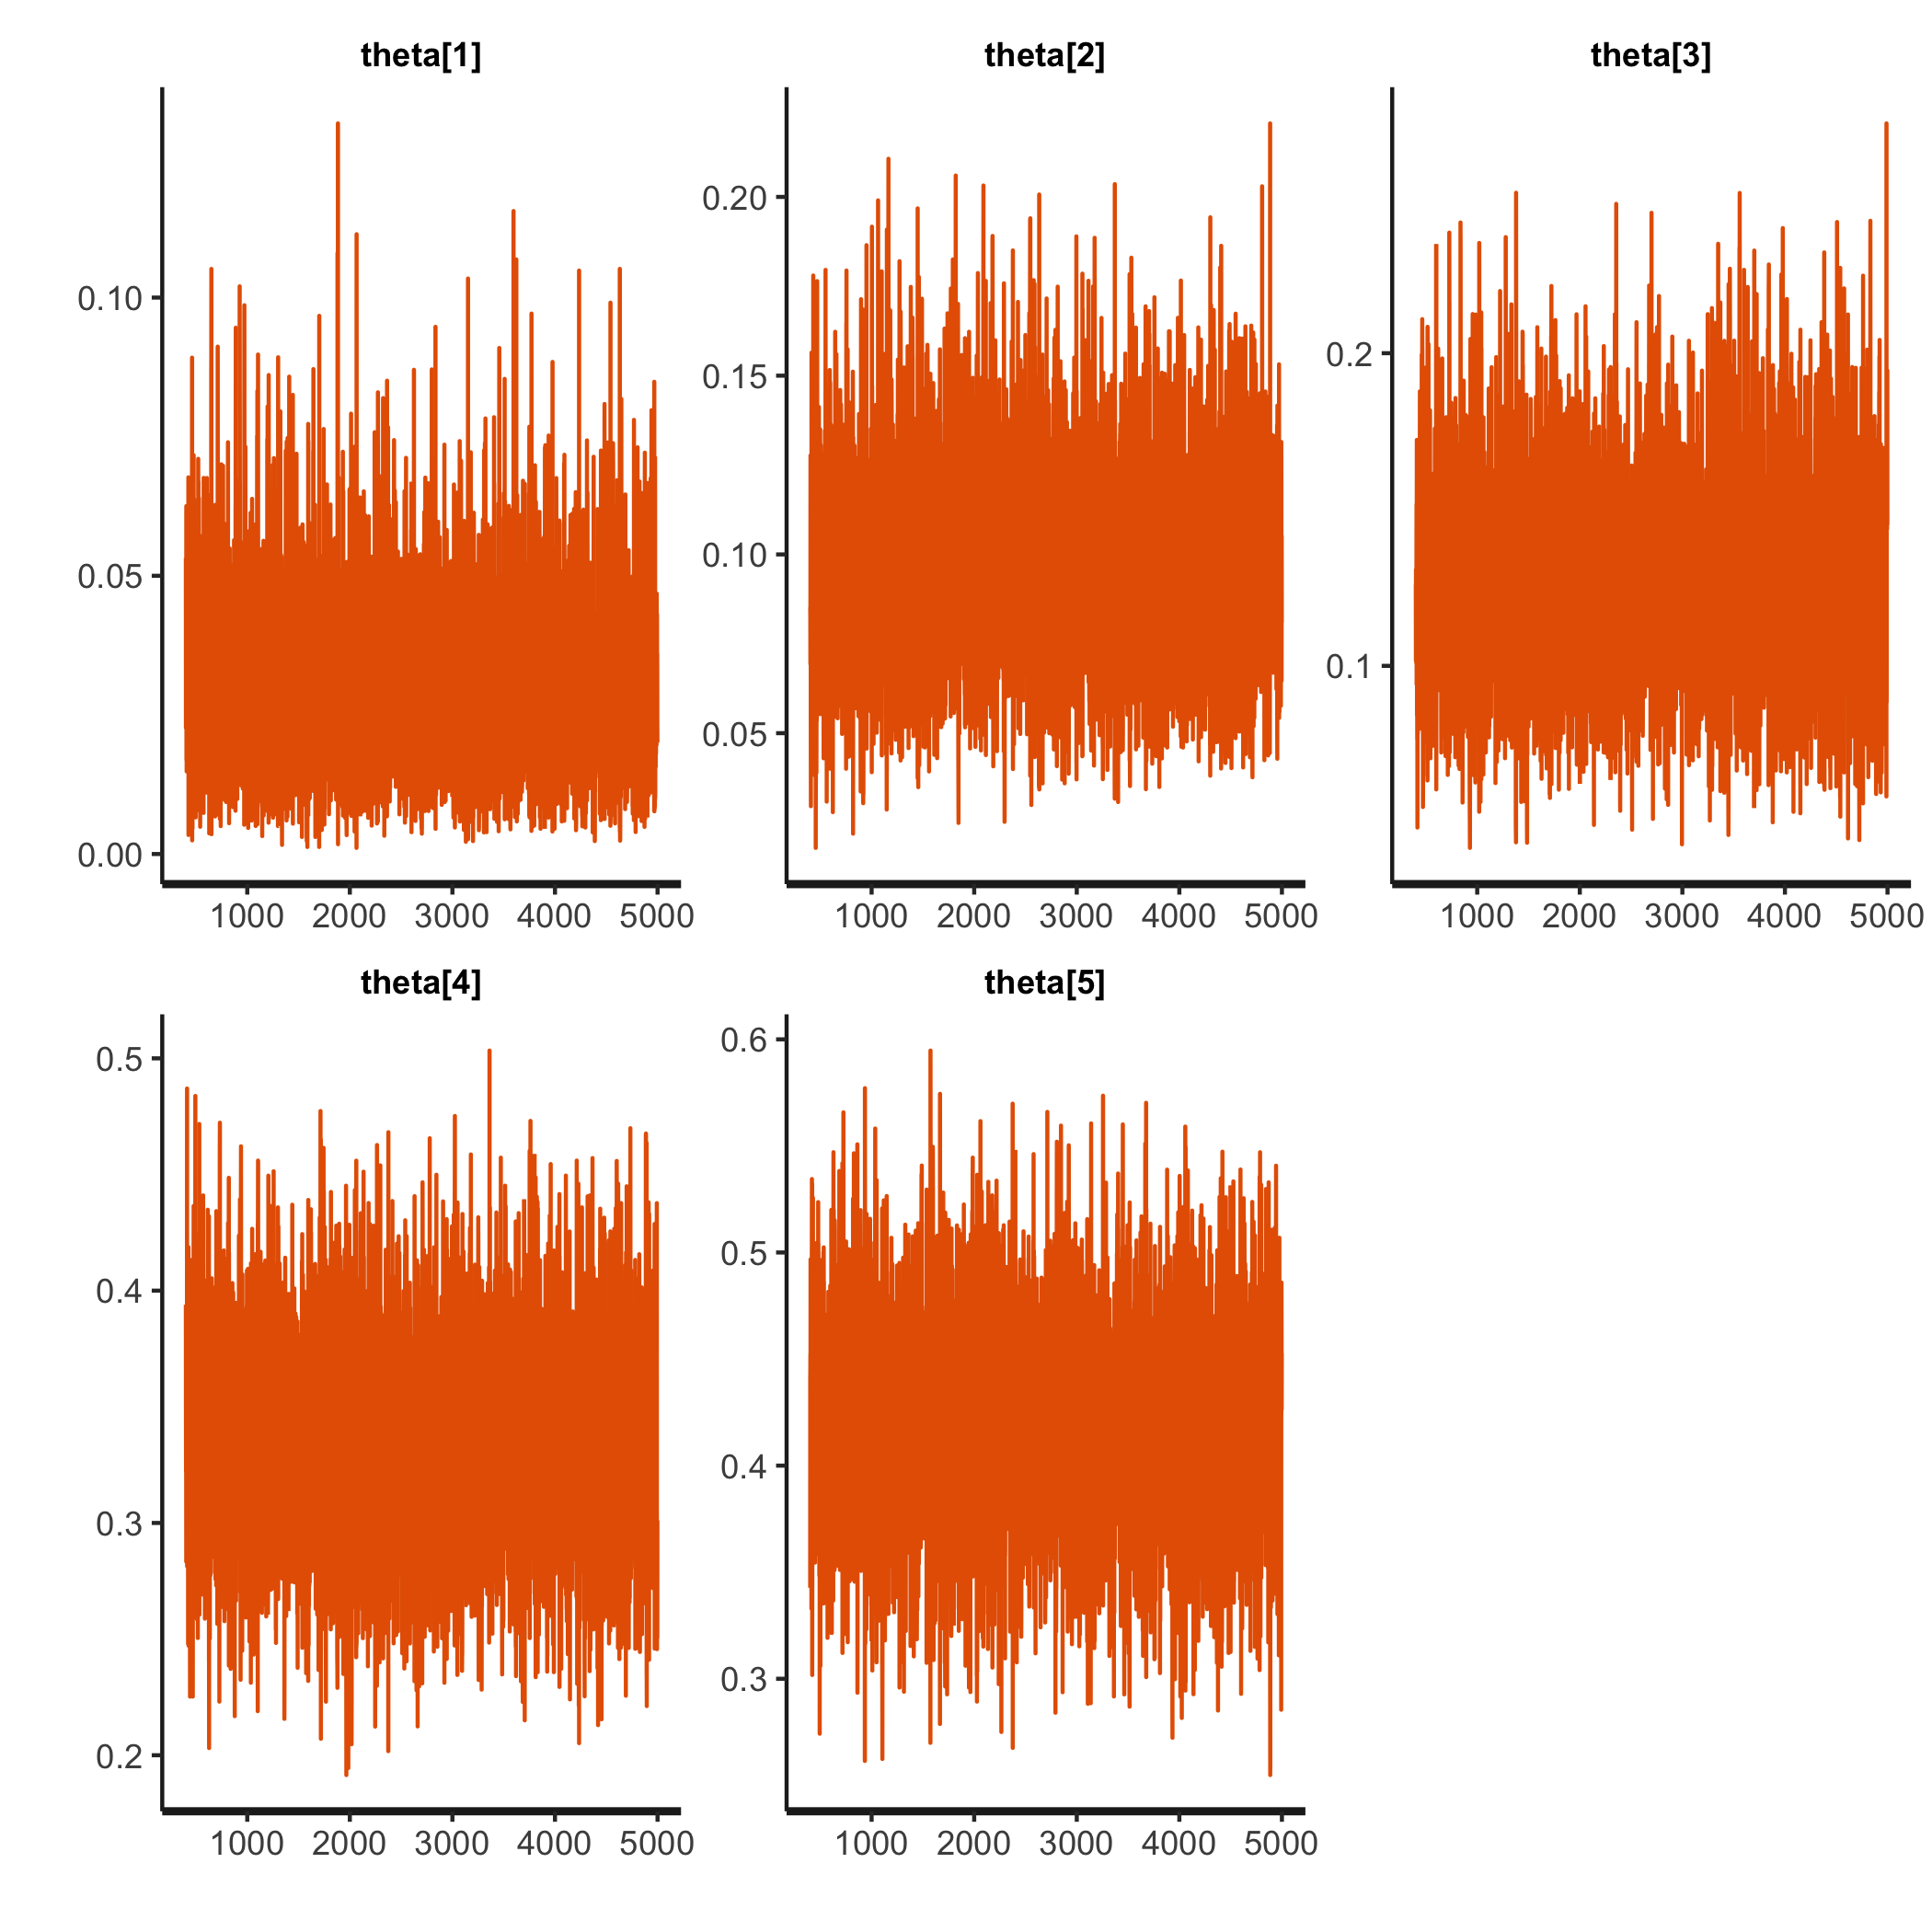 theta[1] theta[2] theta[3]
0.10 0.05 0.00
0.20 0.15 0.10 0.05
0.2 0.1
1000 2000 3000 4000 5000 1000 2000 3000 4000 5000 1000 2000 3000 4000 5000
theta[4] theta[5]
0.5 0.4 0.3 0.2
0.6 0.5 0.4 0.3
1000 2000 3000 4000 5000 1000 2000 3000 4000 5000